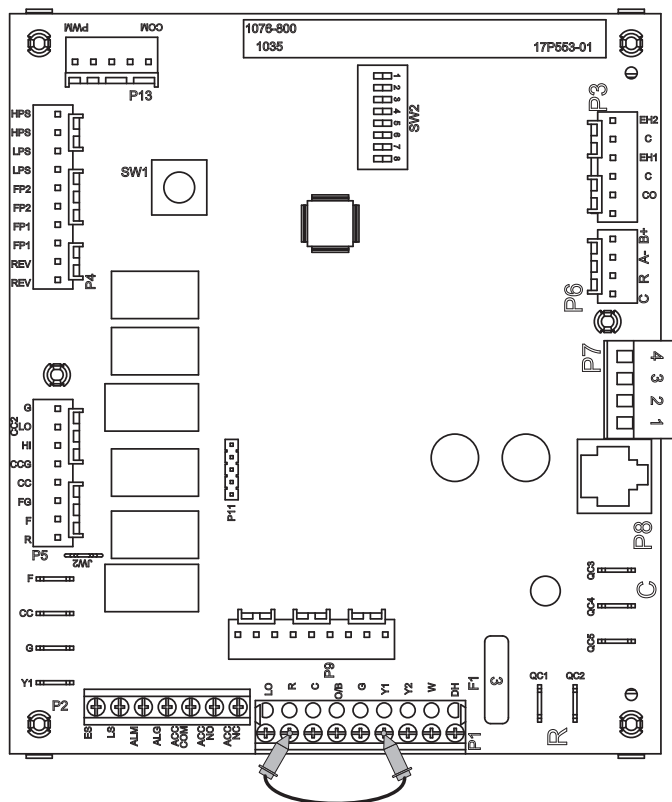 PWM
COM
P13
1076-800
1035
17P553-01
1
2
3
4
5
6
7
8
SW2
SW1
HPS
HPS
LPS
LPS
FP2
FP2
FP1
FP1
REV
REV
P4
P3
EH2
C
EH1
C
CO
B+
A-
R
C
P6
P7
4
3
2
1
P8
G
CC2
LO
HI
CCG
CC
FG
F
R
P5
JW2
P11
F
CC
G
Y1
P2
ES
LS
ALM
ALG
ACC COM
ACC NO
ACC NC
P9
LO
R
C
O/B
G
Y1
Y2
W
DH
P1
F1
3
QC3
C
QC4
QC5
QC1
QC2
R